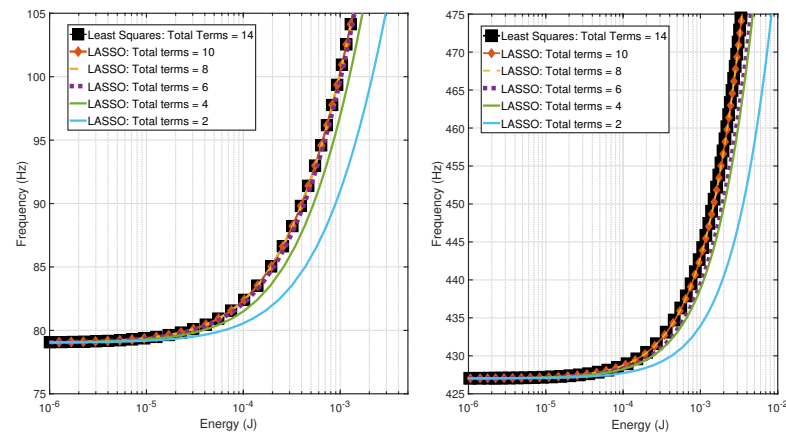 105
100
95
90
85
80
75
Frequency (Hz)
Least Squares: Total Terms = 14
LASSO: Total terms = 10
LASSO: Total terms = 8
LASSO: Total terms = 6
LASSO: Total terms = 4
LASSO: Total terms = 2
10^-6 10^-5 10^-4 10^-3
Energy (J)
475
470
465
460
455
450
445
440
435
430
425
Frequency (Hz)
Least Squares: Total Terms = 14
LASSO: Total terms = 10
LASSO: Total terms = 8
LASSO: Total terms = 6
LASSO: Total terms = 4
LASSO: Total terms = 2
10^-6 10^-5 10^-4 10^-3 10^-2
Energy (J)